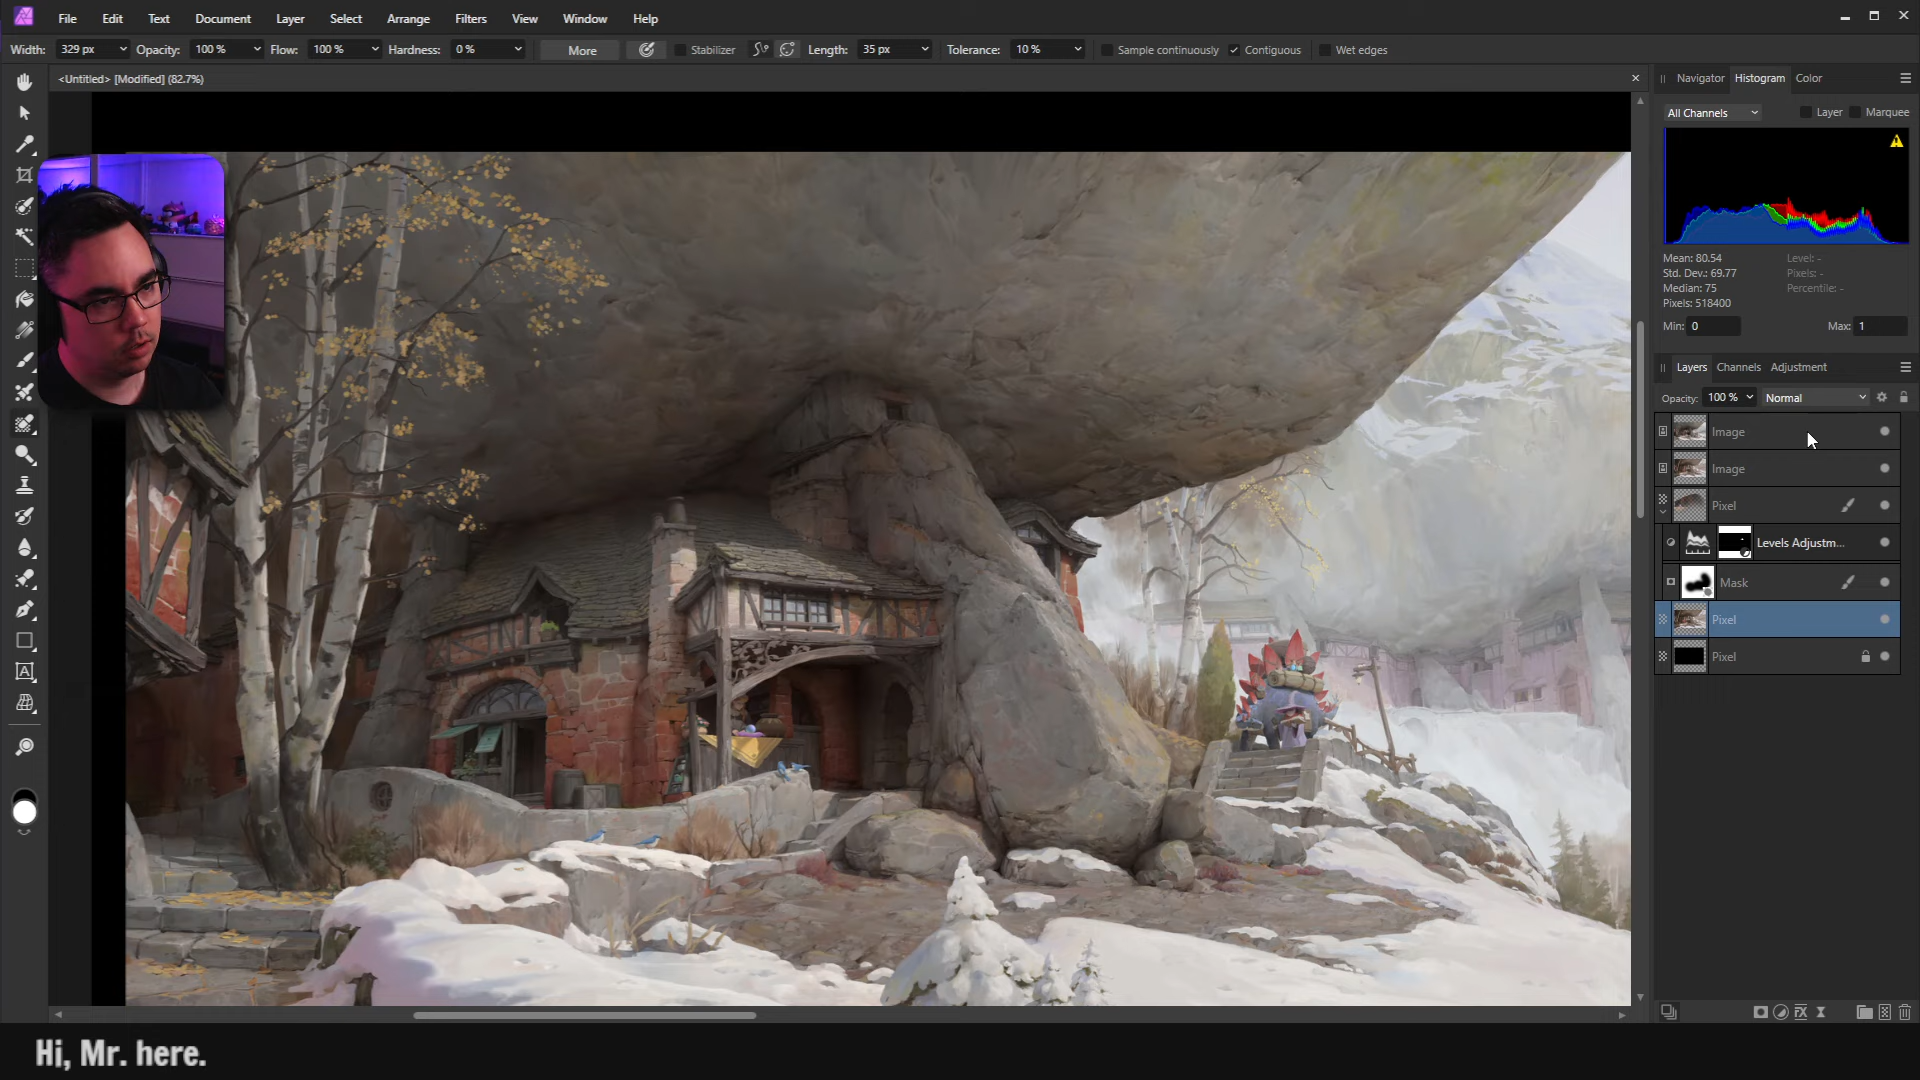 File Edit Text Document Layer Select Arrange Filters View Window Help
Width: 329 px Opacity: 100 % Flow: 100 % Hardness: 0 % More Stabilizer Length: 35 px Tolerance: 10 % Sample continuously Contiguous Wet edges
<Untitled> [Modified] (82.7%)
Navigator Histogram Color
All Channels Layer Marquee
Mean: 80.54 Level: -
Std. Dev.: 69.77 Pixels: -
Median: 75 Percentile: -
Pixels: 518400
Min: 0 Max: 1
Layers Channels Adjustment
Opacity: 100 % Normal
Image
Image
Pixel
Levels Adjustm...
Mask
Pixel
Pixel
Hi, Mr. here.